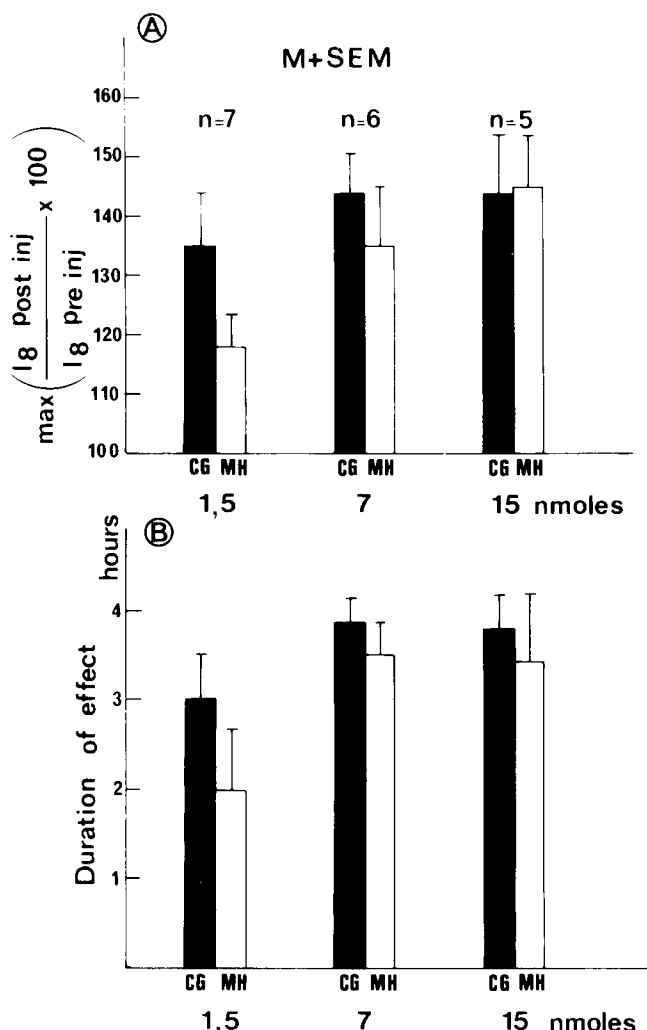 A
M+SEM
n=7 n=6 n=5
max ( I8 post inj / I8 pre inj x 100 )
160
150
140
130
120
110
100
CG MH CG MH CG MH
1,5 7 15 nmoles
B
Duration of effect hours
4
3
2
1
CG MH CG MH CG MH
1,5 7 15 nmoles